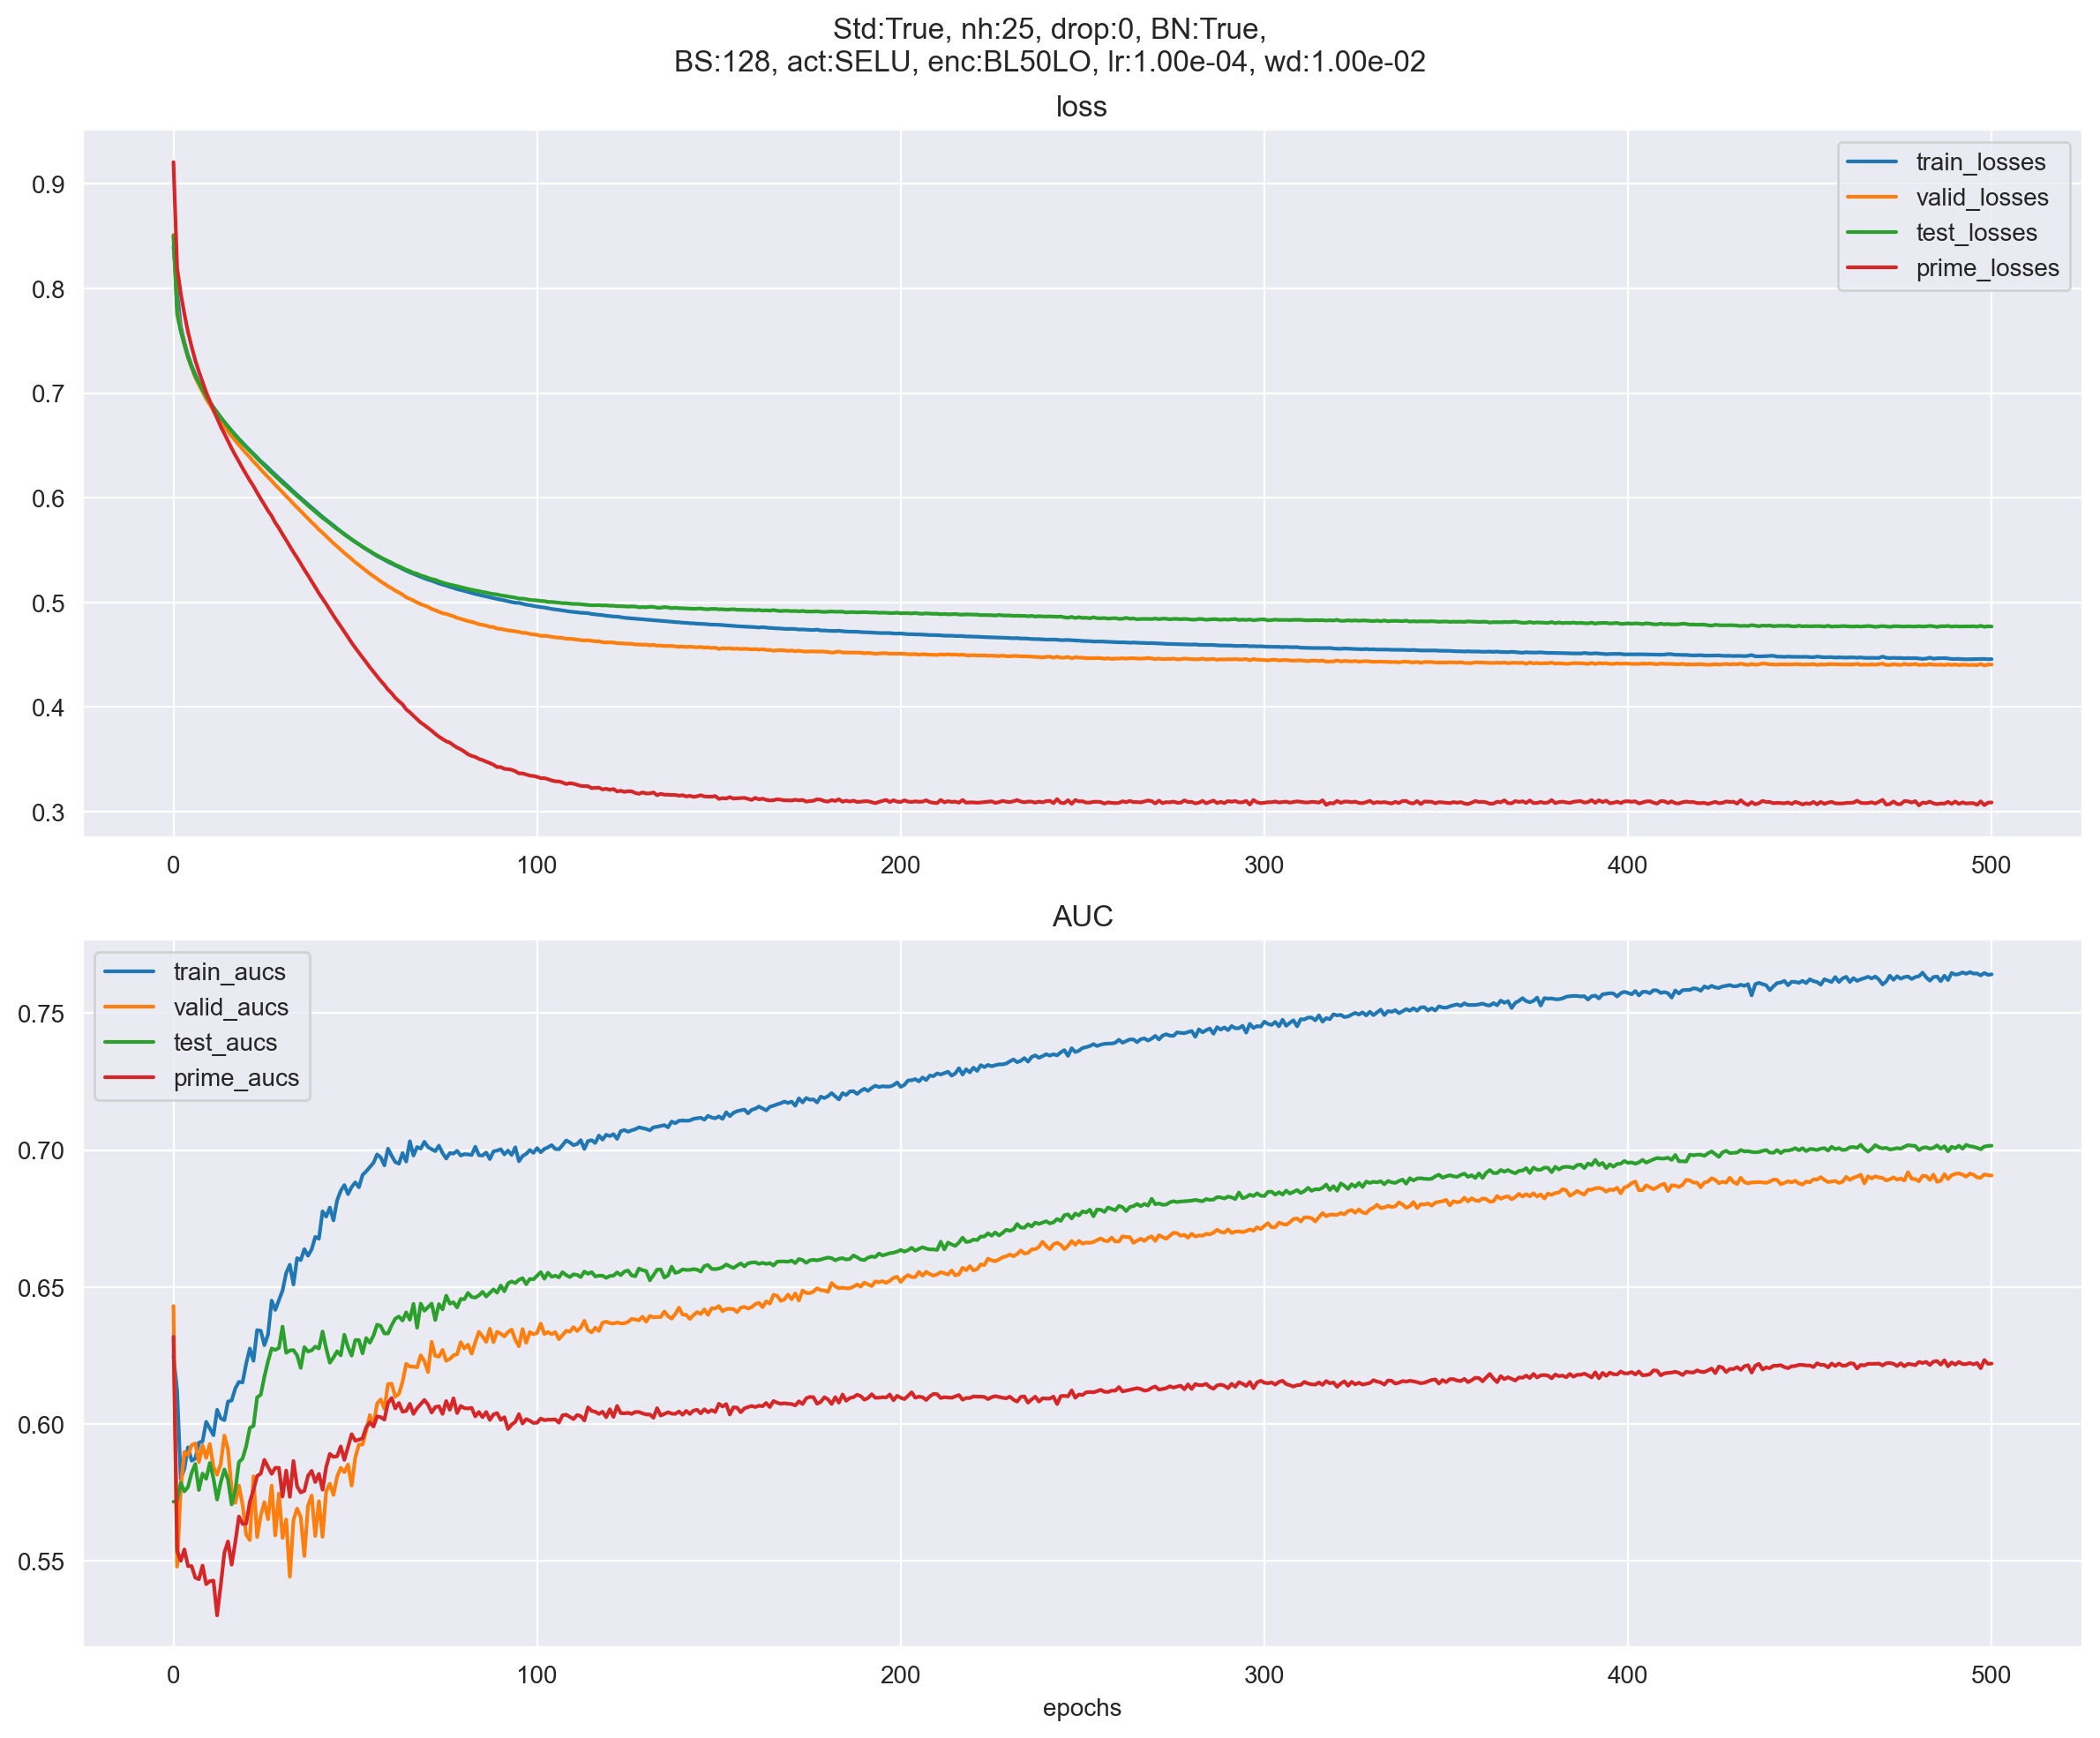 Std:True, nh:25, drop:0, BN:True,
BS:128, act:SELU, enc:BL50LO, lr:1.00e-04, wd:1.00e-02
loss
train_losses
valid_losses
test_losses
prime_losses
0.9
0.8
0.7
0.6
0.5
0.4
0.3
0 100 200 300 400 500
AUC
train_aucs
valid_aucs
test_aucs
prime_aucs
0.75
0.70
0.65
0.60
0.55
0 100 200 300 400 500
epochs